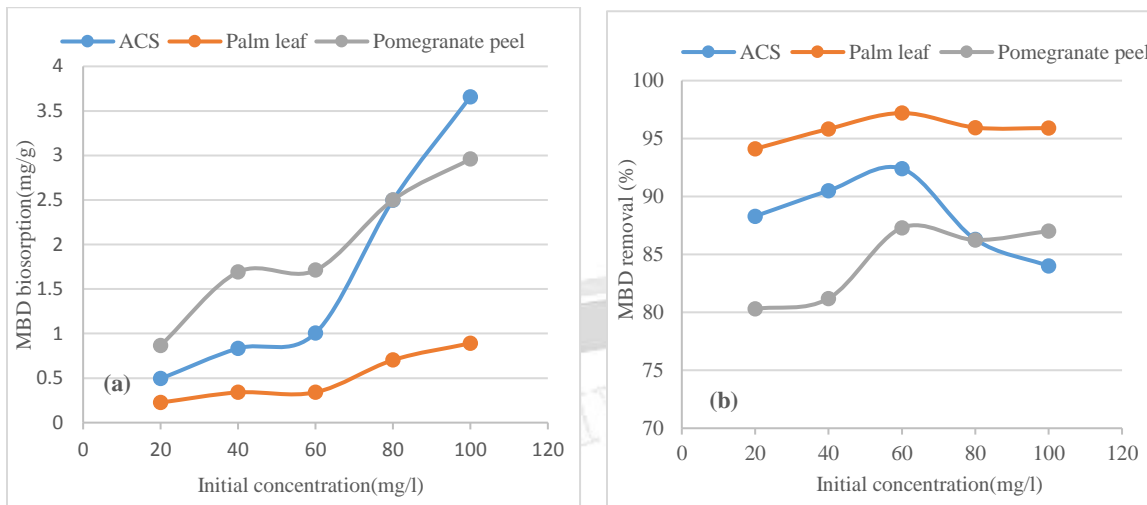 ACS Palm leaf Pomegranate peel
4
3.5
3
2.5
2
1.5
1
0.5
0
0 20 40 60 80 100 120
MBD biosorption(mg/g)
Initial concentration(mg/l)
(a)
ACS Palm leaf Pomegranate peel
100
95
90
85
80
75
70
0 20 40 60 80 100 120
MBD removal (%)
Initial concentration(mg/l)
(b)